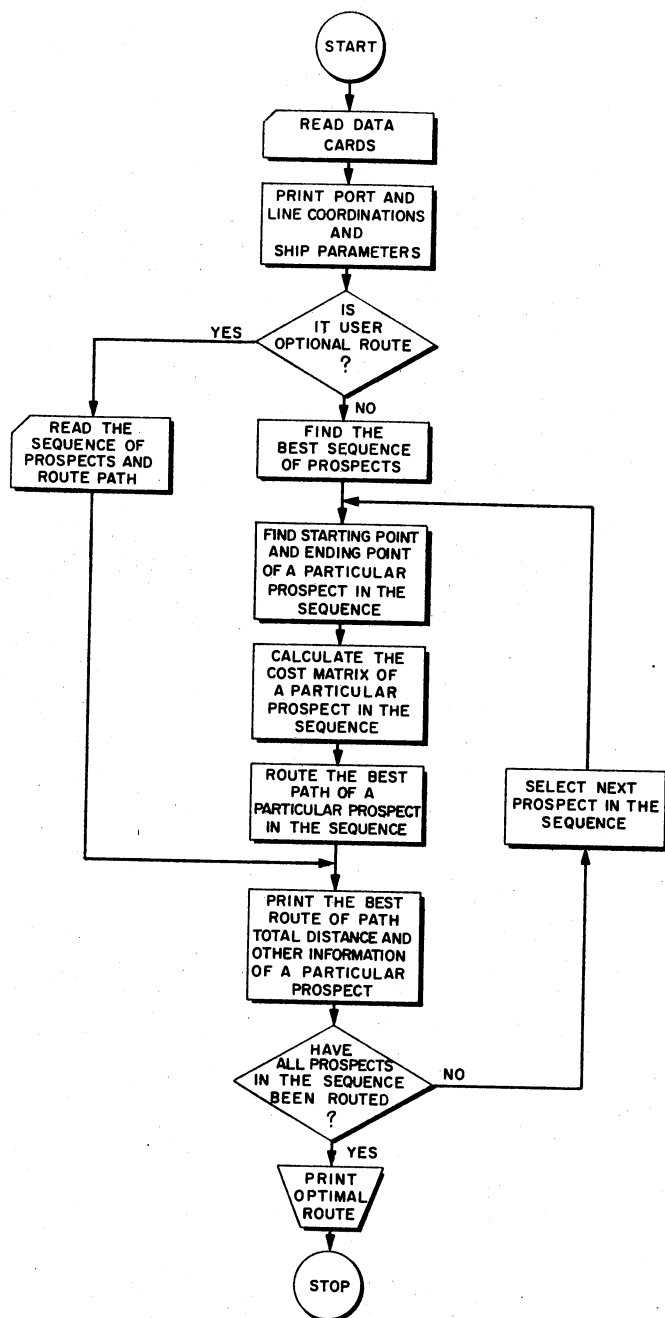 START
READ DATA
CARDS
PRINT PORT AND
LINE COORDINATIONS
AND
SHIP PARAMETERS
IS
IT USER
OPTIONAL ROUTE
?
YES
NO
READ THE
SEQUENCE OF
PROSPECTS AND
ROUTE PATH
FIND THE
BEST SEQUENCE
OF PROSPECTS
FIND STARTING POINT
AND ENDING POINT
OF A PARTICULAR
PROSPECT IN THE
SEQUENCE
CALCULATE THE
COST MATRIX OF
A PARTICULAR
PROSPECT IN THE
SEQUENCE
ROUTE THE BEST
PATH OF A
PARTICULAR PROSPECT
IN THE SEQUENCE
SELECT NEXT
PROSPECT IN THE
SEQUENCE
PRINT THE BEST
ROUTE OF PATH
TOTAL DISTANCE AND
OTHER INFORMATION
OF A PARTICULAR
PROSPECT
HAVE
ALL PROSPECTS
IN THE SEQUENCE
BEEN ROUTED
?
NO
YES
PRINT
OPTIMAL
ROUTE
STOP